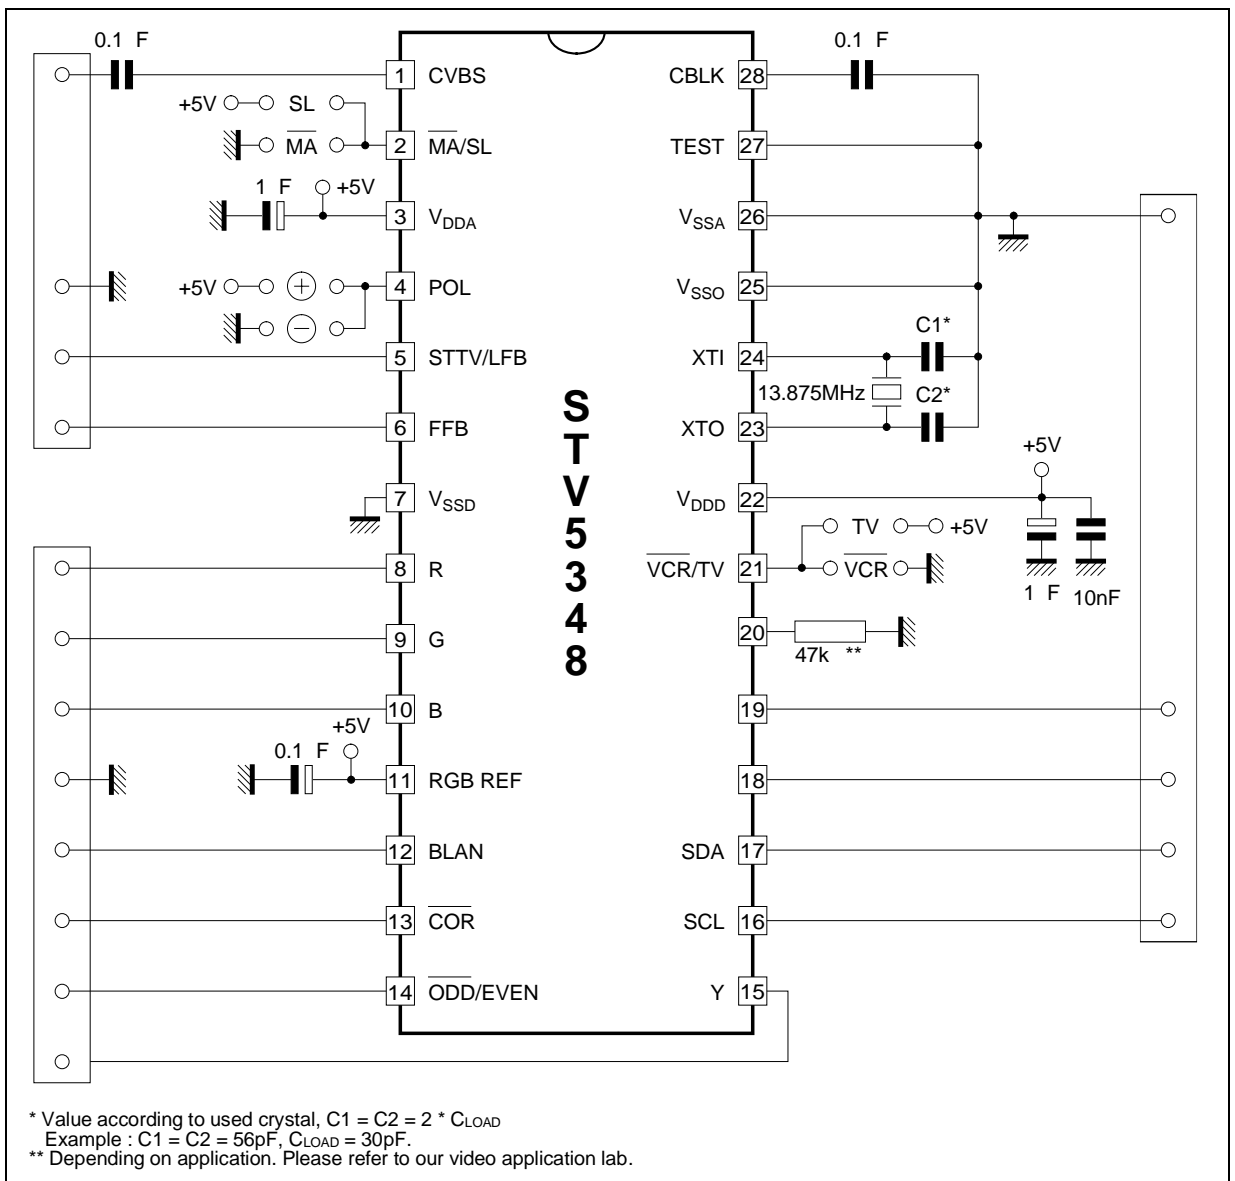 0.1 F
0.1 F
1 CVBS
CBLK 28
+5V SL
MA
2 MA/SL
TEST 27
1 F +5V
3 VDDA
VSSA 26
+5V +
4 POL
−
VSSO 25
C1*
5 STTV/LFB
XTI 24
13.875MHz
C2*
6 FFB
XTO 23
+5V
7 VSSD
VDDD 22
TV +5V
8 R
VCR/TV 21
VCR
1 F
10nF
9 G
20
47k **
10 B
19
+5V
0.1 F
11 RGB REF
18
12 BLAN
SDA 17
13 COR
SCL 16
14 ODD/EVEN
Y 15
STV5348
* Value according to used crystal, C1 = C2 = 2 * CLOAD
Example : C1 = C2 = 56pF, CLOAD = 30pF.
** Depending on application. Please refer to our video application lab.